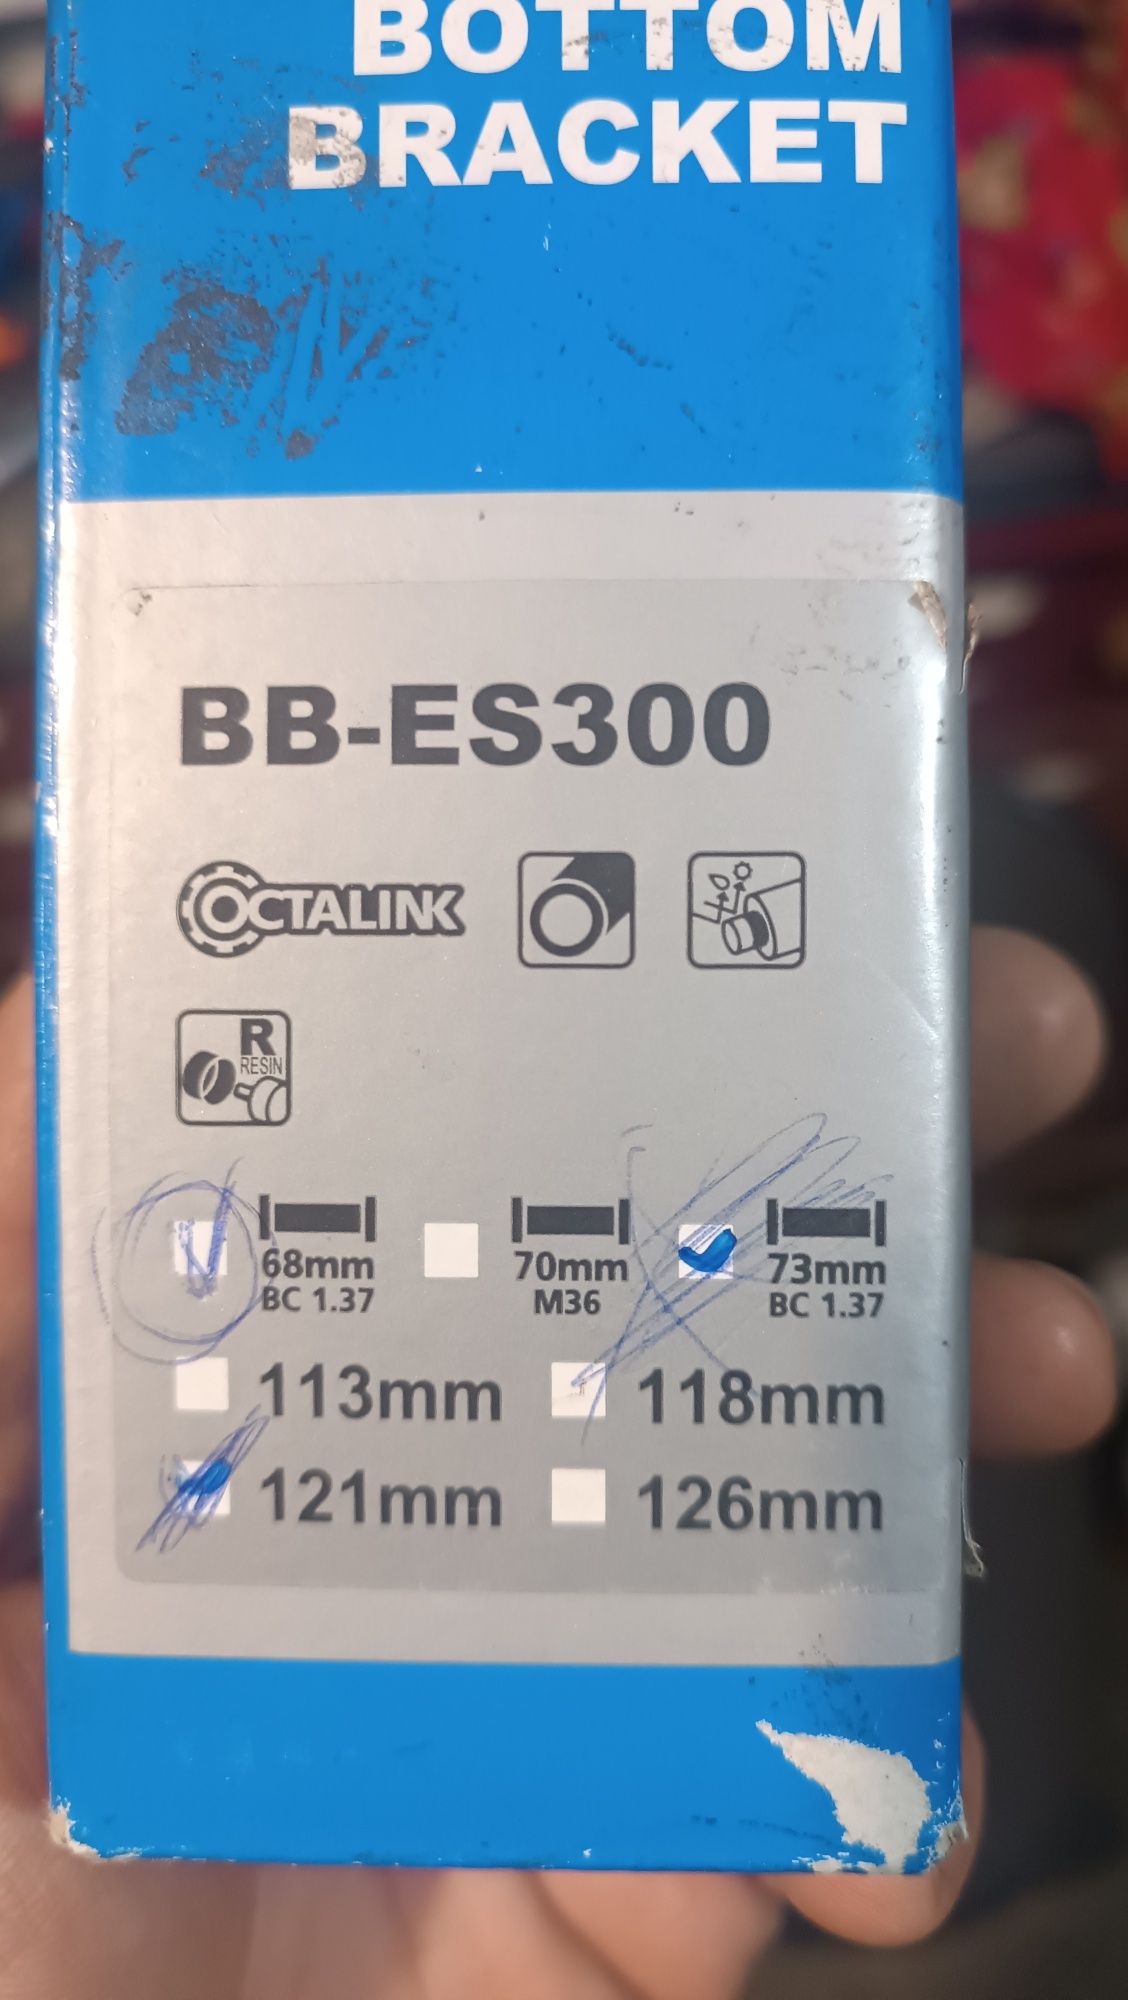 BOTTOM
BRACKET
BB-ES300
OCTALINK
R
RESIN
68mm 70mm 73mm
BC 1.37 M36 BC 1.37
113mm 118mm
121mm 126mm